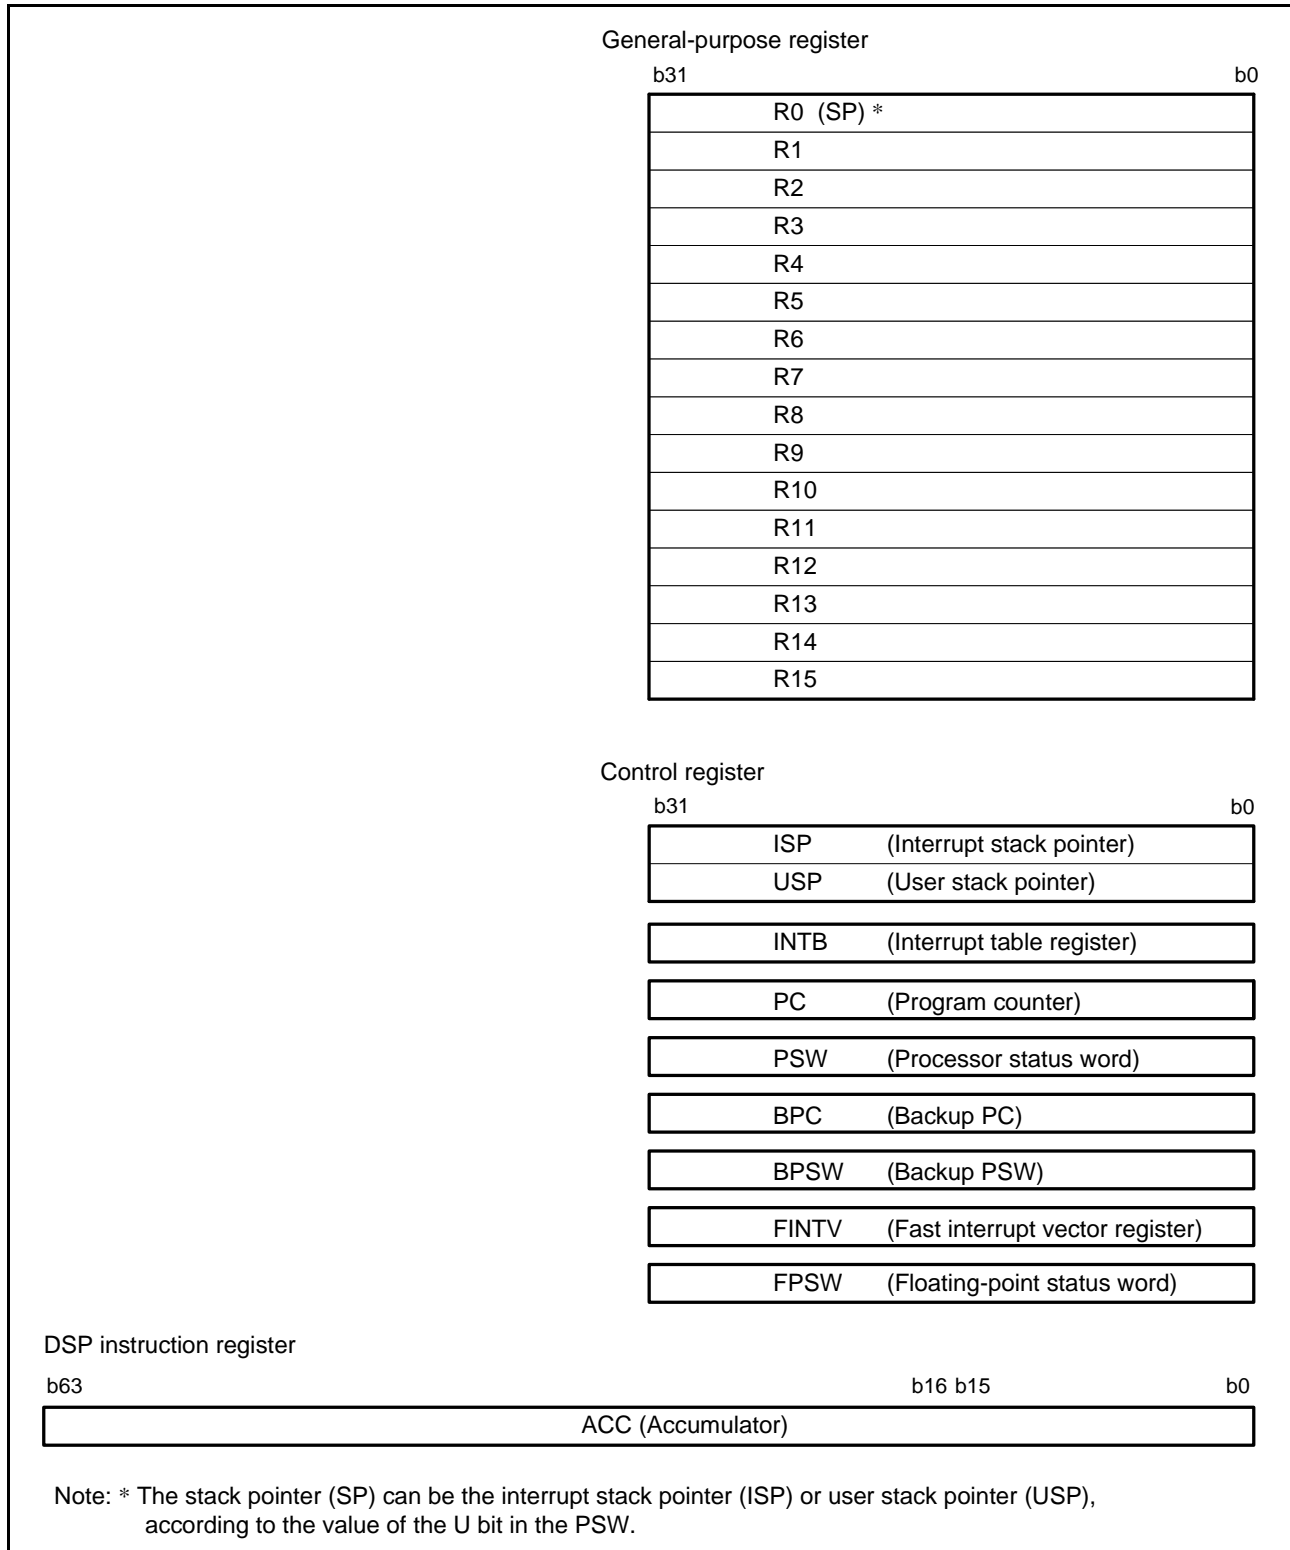 General-purpose register
b31 b0
R0 (SP) *
R1
R2
R3
R4
R5
R6
R7
R8
R9
R10
R11
R12
R13
R14
R15
Control register
b31 b0
ISP (Interrupt stack pointer)
USP (User stack pointer)
INTB (Interrupt table register)
PC (Program counter)
PSW (Processor status word)
BPC (Backup PC)
BPSW (Backup PSW)
FINTV (Fast interrupt vector register)
FPSW (Floating-point status word)
DSP instruction register
b63 b16 b15 b0
ACC (Accumulator)
Note: * The stack pointer (SP) can be the interrupt stack pointer (ISP) or user stack pointer (USP),
according to the value of the U bit in the PSW.